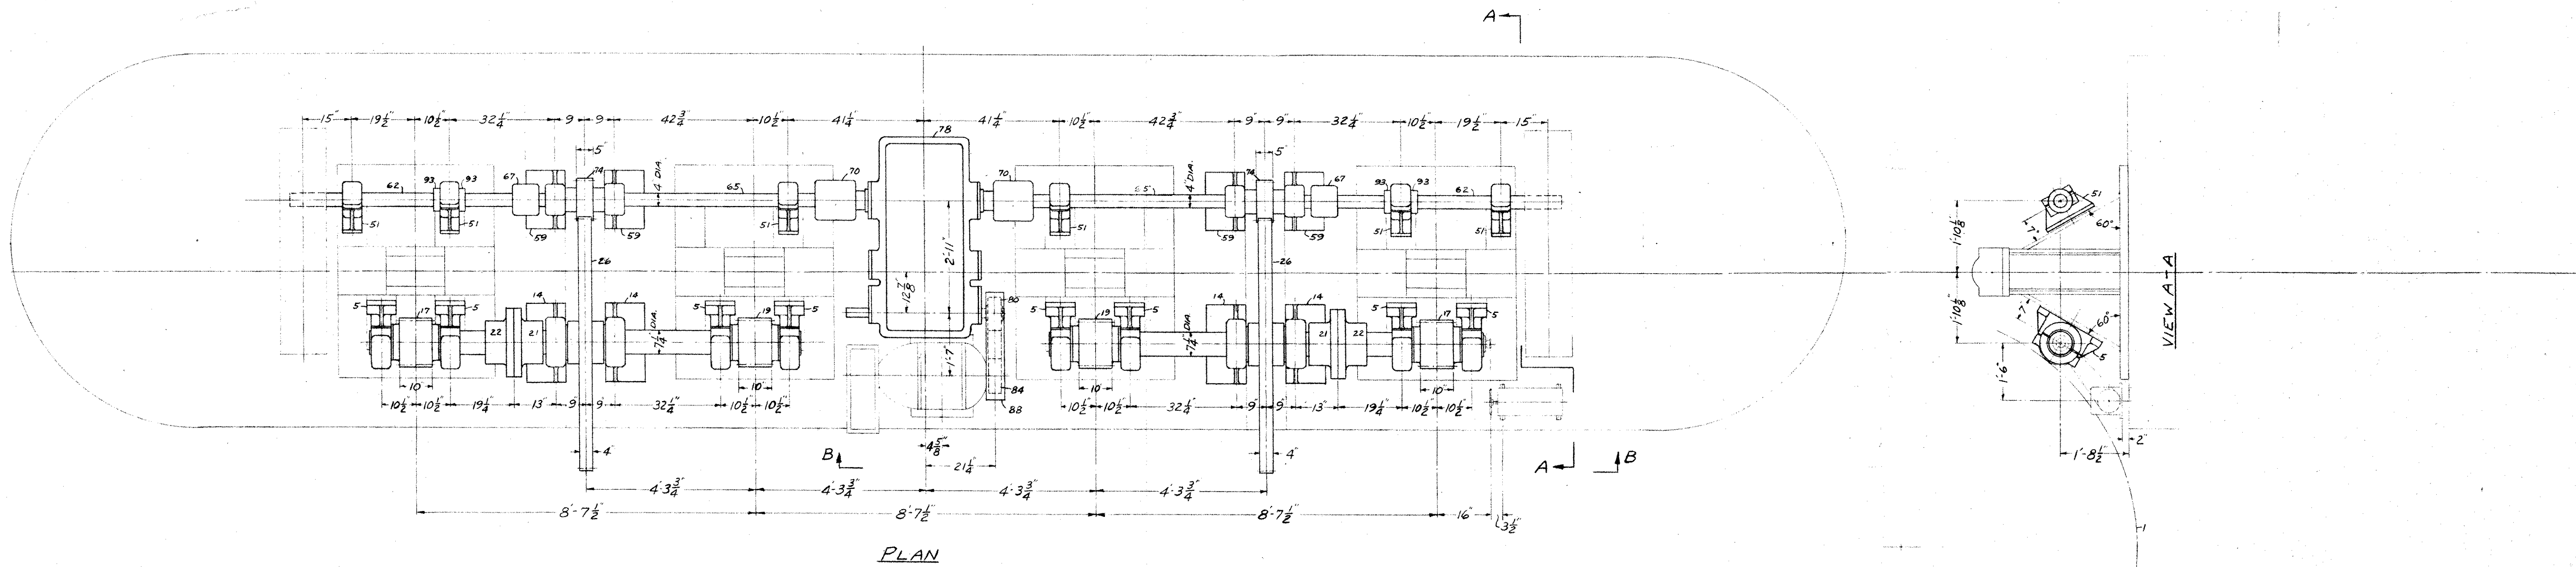 A
15" 19½" 10½" 32¼" 9 9 42¾ 10½" 41¼ 41¼" 10½" 42¾ 9" 9" 32¼" 10½" 19½" 15"
78
5" 5"
62 93 93 67 74 4" DIA. 65 70 70 65 4" DIA. 74 67 93 93 62
51 51 59 59 51 51 59 59 51 51
26 2'-11" 26
12⅞"
5 5 14 14 5 5 80 5 5 14 14 5 5
17 22 21 7¼" DIA. 19 19 7¼" DIA. 21 22 17
1'-7"
10" 10" 84 10" 10"
88
10½" 10½" 19¼" 13" 9" 9" 32¼" 10½" 10½" 10½" 10½" 32¼" 9" 9" 13" 19¼" 10½" 10½"
4" 4⅝" 4"
B 21¼" A B
4'-3¾" 4'-3¾" 4'-3¾" 4'-3¾"
8'-7½" 8'-7½" 8'-7½" 16"
3½"
PLAN
51
60°
7"
1'-10⅛"
1'-10⅛"
7"
60°
5
1'-6"
2"
1'-8½"
1
VIEW A-A